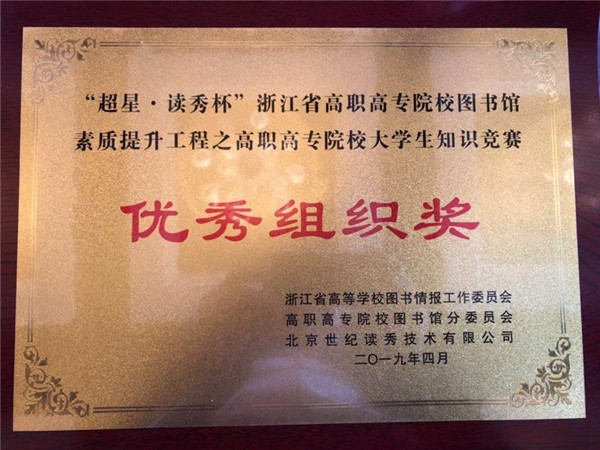 “超星·读秀杯”浙江省高职高专院校图书馆
素质提升工程之高职高专院校大学生知识竞赛
优秀组织奖
浙江省高等学校图书情报工作委员会
高职高专院校图书馆分委员会
北京世纪读秀技术有限公司
二〇一九年四月